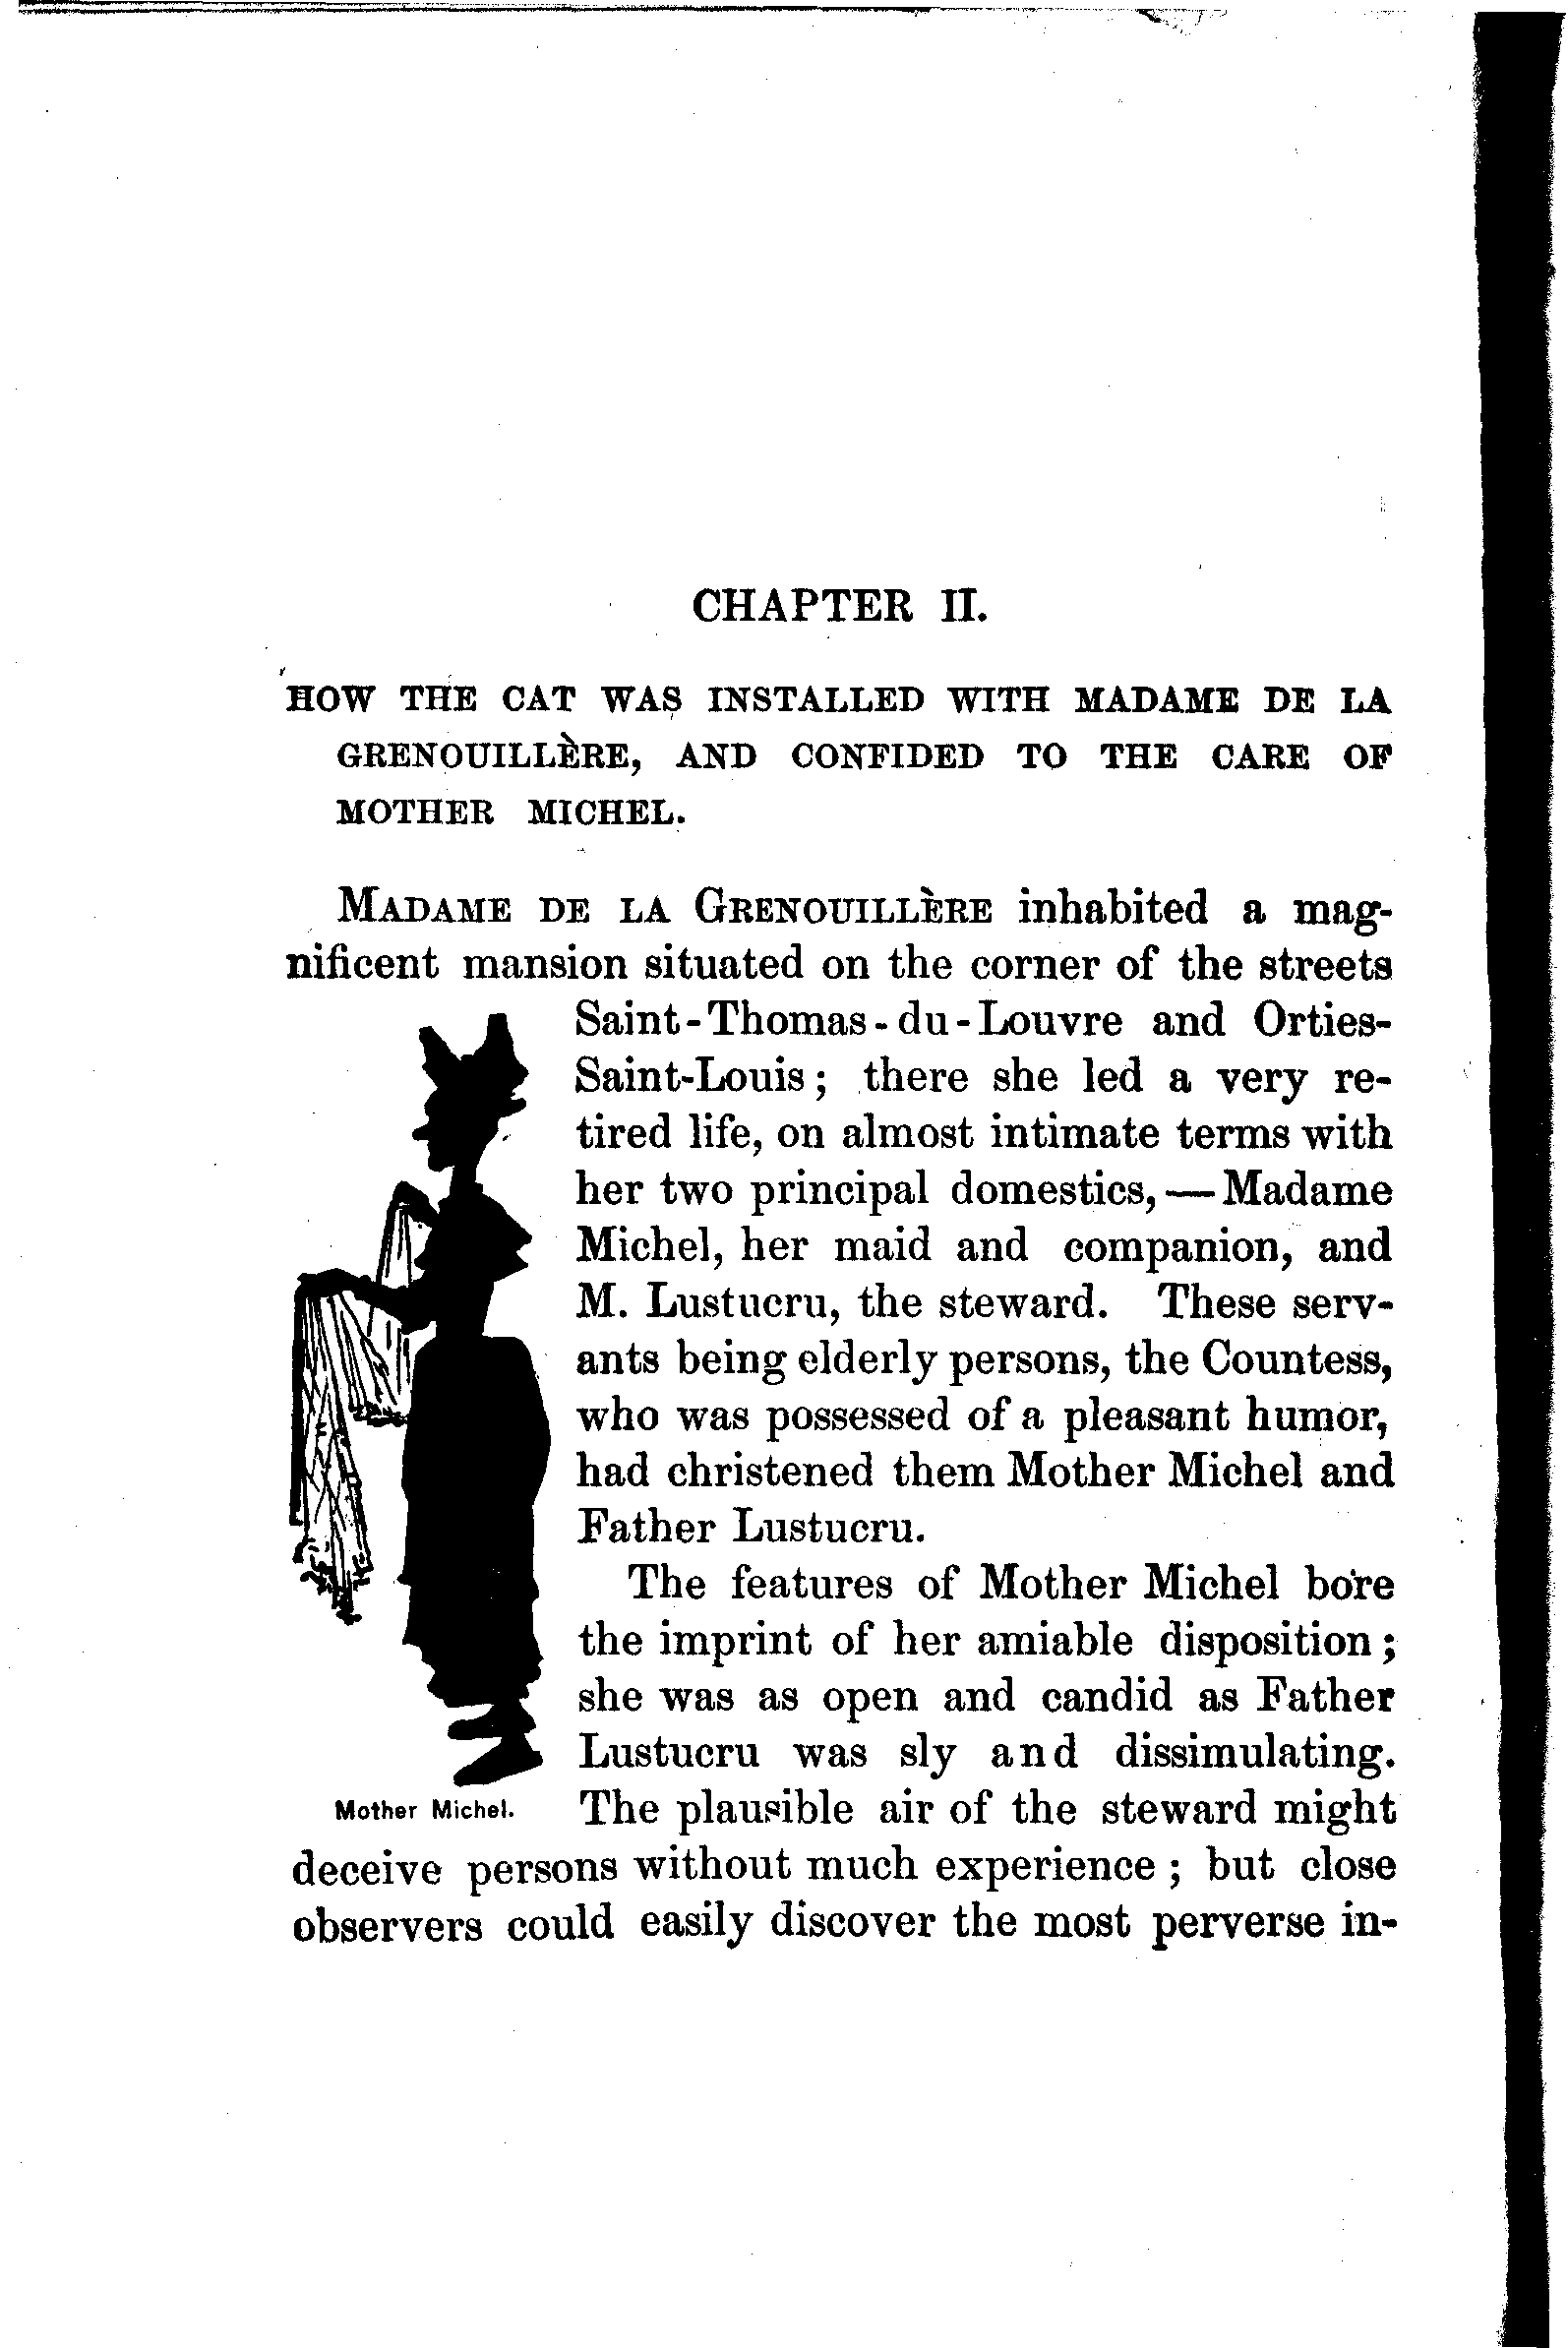 CHAPTER II.
HOW THE CAT WAS INSTALLED WITH MADAME DE LA
GRENOUILLÈRE, AND CONFIDED TO THE CARE OF
MOTHER MICHEL.
MADAME DE LA GRENOUILLÈRE inhabited a mag-
nificent mansion situated on the corner of the streets
Saint-Thomas-du-Louvre and Orties-
Saint-Louis; there she led a very re-
tired life, on almost intimate terms with
her two principal domestics,—Madame
Michel, her maid and companion, and
M. Lustucru, the steward. These serv-
ants being elderly persons, the Countess,
who was possessed of a pleasant humor,
had christened them Mother Michel and
Father Lustucru.
The features of Mother Michel bore
the imprint of her amiable disposition;
she was as open and candid as Father
Lustucru was sly and dissimulating.
The plausible air of the steward might
deceive persons without much experience; but close
observers could easily discover the most perverse in-
Mother Michel.